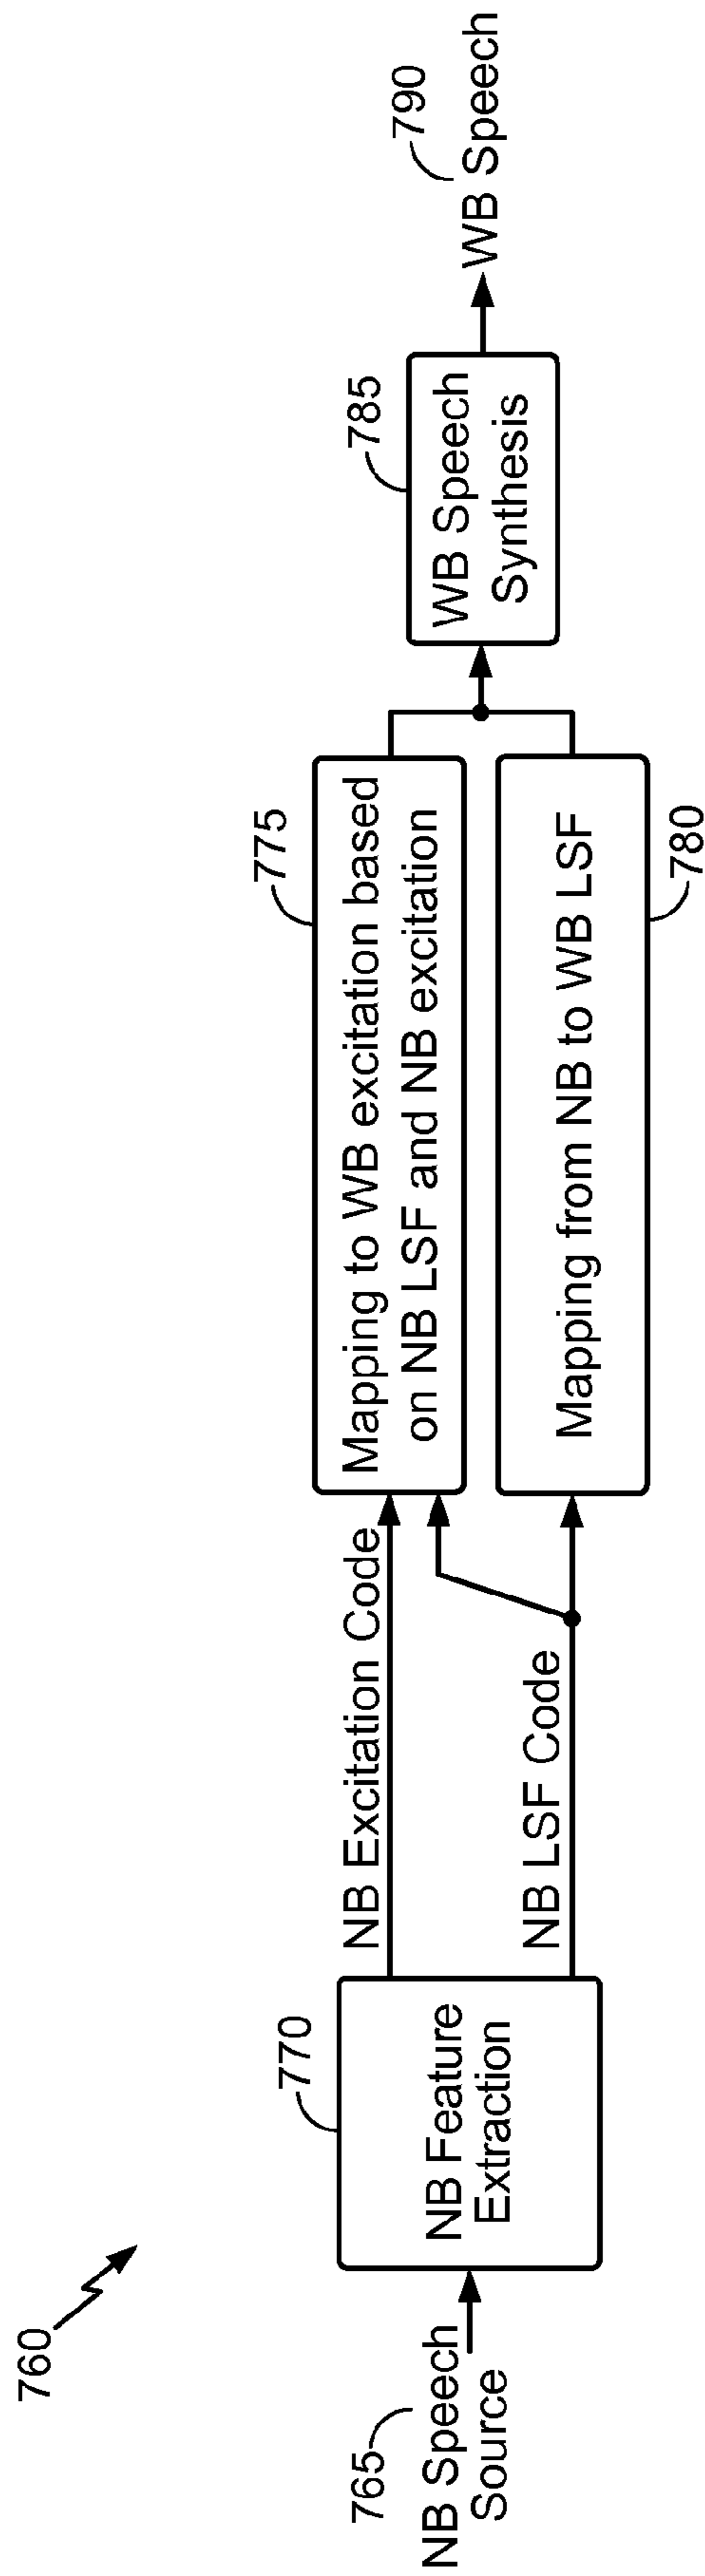 760
765
NB Speech
Source
770
NB Feature
Extraction
NB Excitation Code
NB LSF Code
775
Mapping to WB excitation based
on NB LSF and NB excitation
Mapping from NB to WB LSF
780
785
WB Speech
Synthesis
790
WB Speech